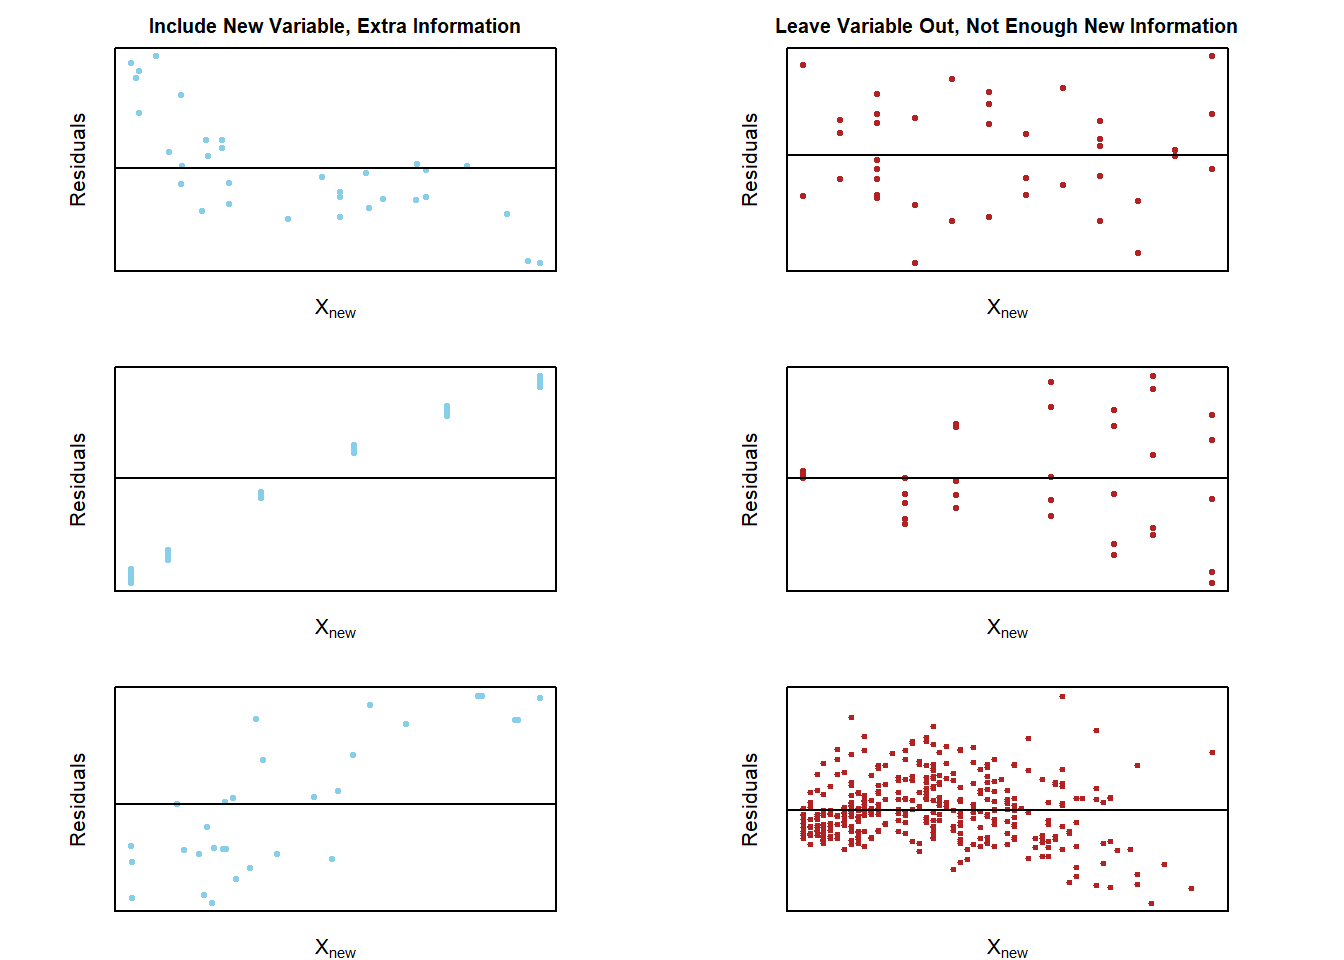 Include New Variable, Extra Information
Leave Variable Out, Not Enough New Information
Residuals
Residuals
Xnew
Xnew
Residuals
Residuals
Xnew
Xnew
Residuals
Residuals
Xnew
Xnew